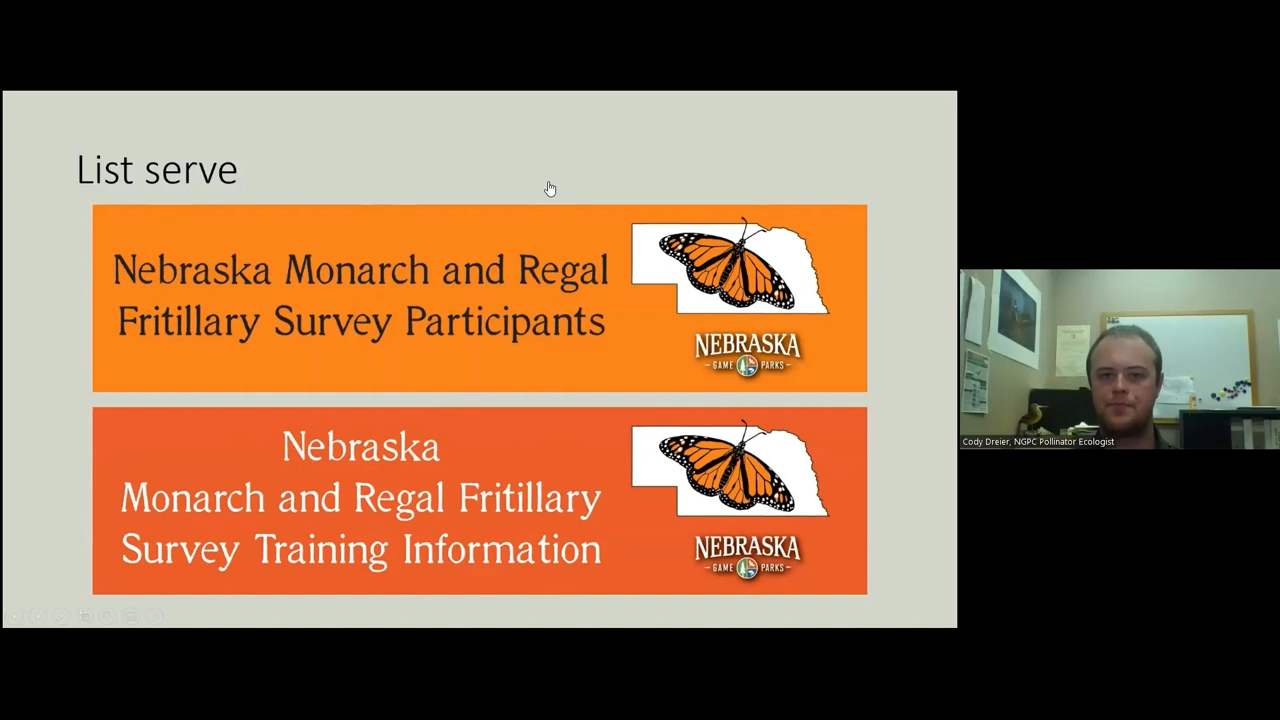 List serve
Nebraska Monarch and Regal
Fritillary Survey Participants
NEBRASKA
GAME PARKS
Nebraska
Monarch and Regal Fritillary
Survey Training Information
NEBRASKA
GAME PARKS
Cody Dreier, NGPC Pollinator Ecologist